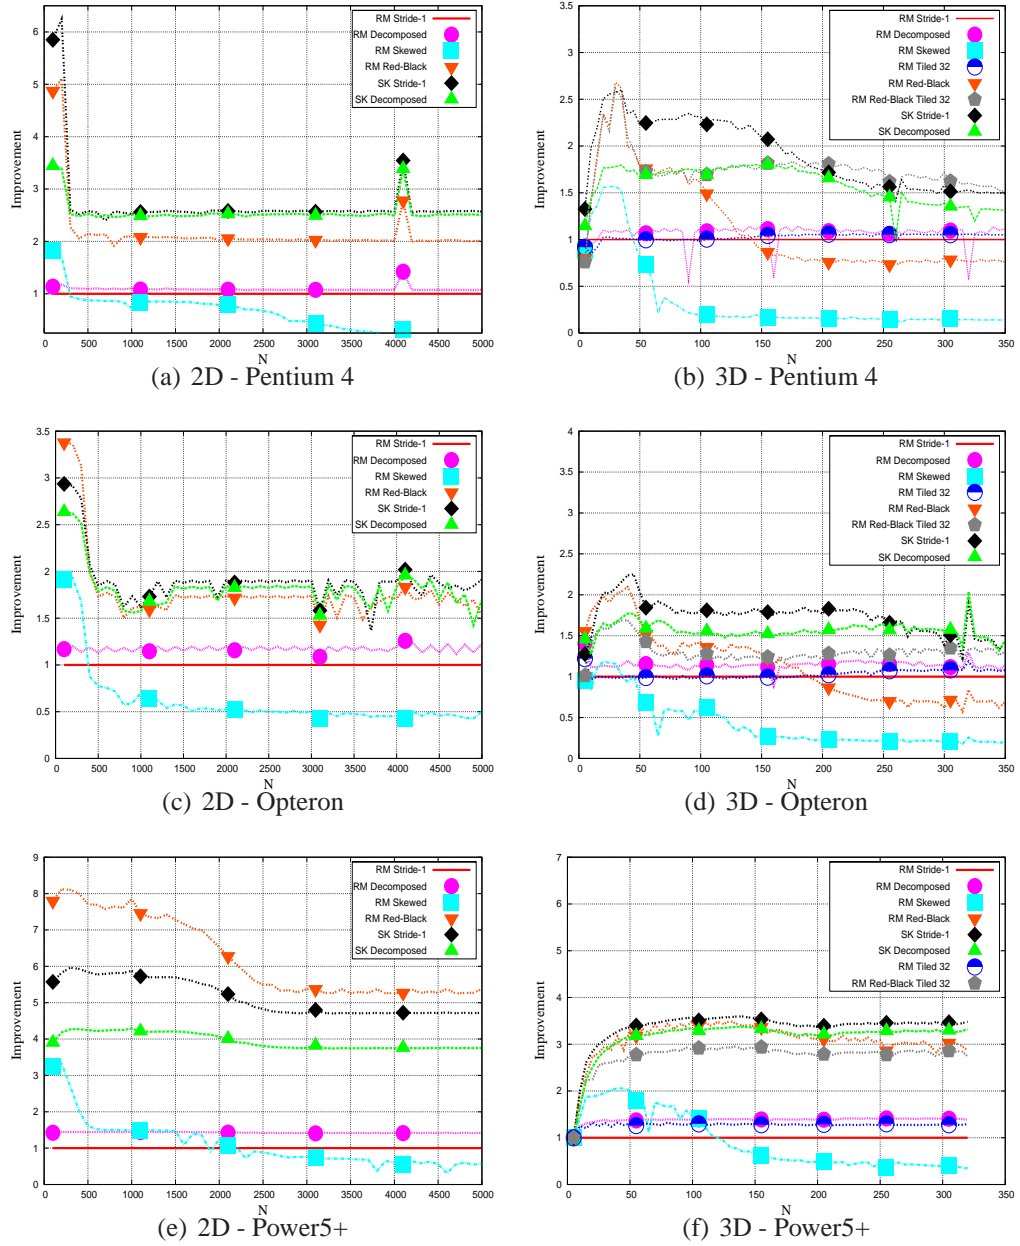 RM Stride-1
RM Decomposed
RM Skewed
RM Red-Black
SK Stride-1
SK Decomposed
Improvement
6
5
4
3
2
1
0 500 1000 1500 2000 2500 3000 3500 4000 4500 5000
N
(a) 2D - Pentium 4
RM Stride-1
RM Decomposed
RM Skewed
RM Tiled 32
RM Red-Black
RM Red-Black Tiled 32
SK Stride-1
SK Decomposed
Improvement
3.5
3
2.5
2
1.5
1
0.5
0
0 50 100 150 200 250 300 350
N
(b) 3D - Pentium 4
RM Stride-1
RM Decomposed
RM Skewed
RM Red-Black
SK Stride-1
SK Decomposed
Improvement
3.5
3
2.5
2
1.5
1
0.5
0
0 500 1000 1500 2000 2500 3000 3500 4000 4500 5000
N
(c) 2D - Opteron
RM Stride-1
RM Decomposed
RM Skewed
RM Tiled 32
RM Red-Black
RM Red-Black Tiled 32
SK Stride-1
SK Decomposed
Improvement
4
3.5
3
2.5
2
1.5
1
0.5
0
0 50 100 150 200 250 300 350
N
(d) 3D - Opteron
RM Stride-1
RM Decomposed
RM Skewed
RM Red-Black
SK Stride-1
SK Decomposed
Improvement
9
8
7
6
5
4
3
2
1
0
0 500 1000 1500 2000 2500 3000 3500 4000 4500 5000
N
(e) 2D - Power5+
RM Stride-1
RM Decomposed
RM Skewed
RM Red-Black
SK Stride-1
SK Decomposed
RM Tiled 32
RM Red-Black Tiled 32
Improvement
7
6
5
4
3
2
1
0
0 50 100 150 200 250 300 350
N
(f) 3D - Power5+